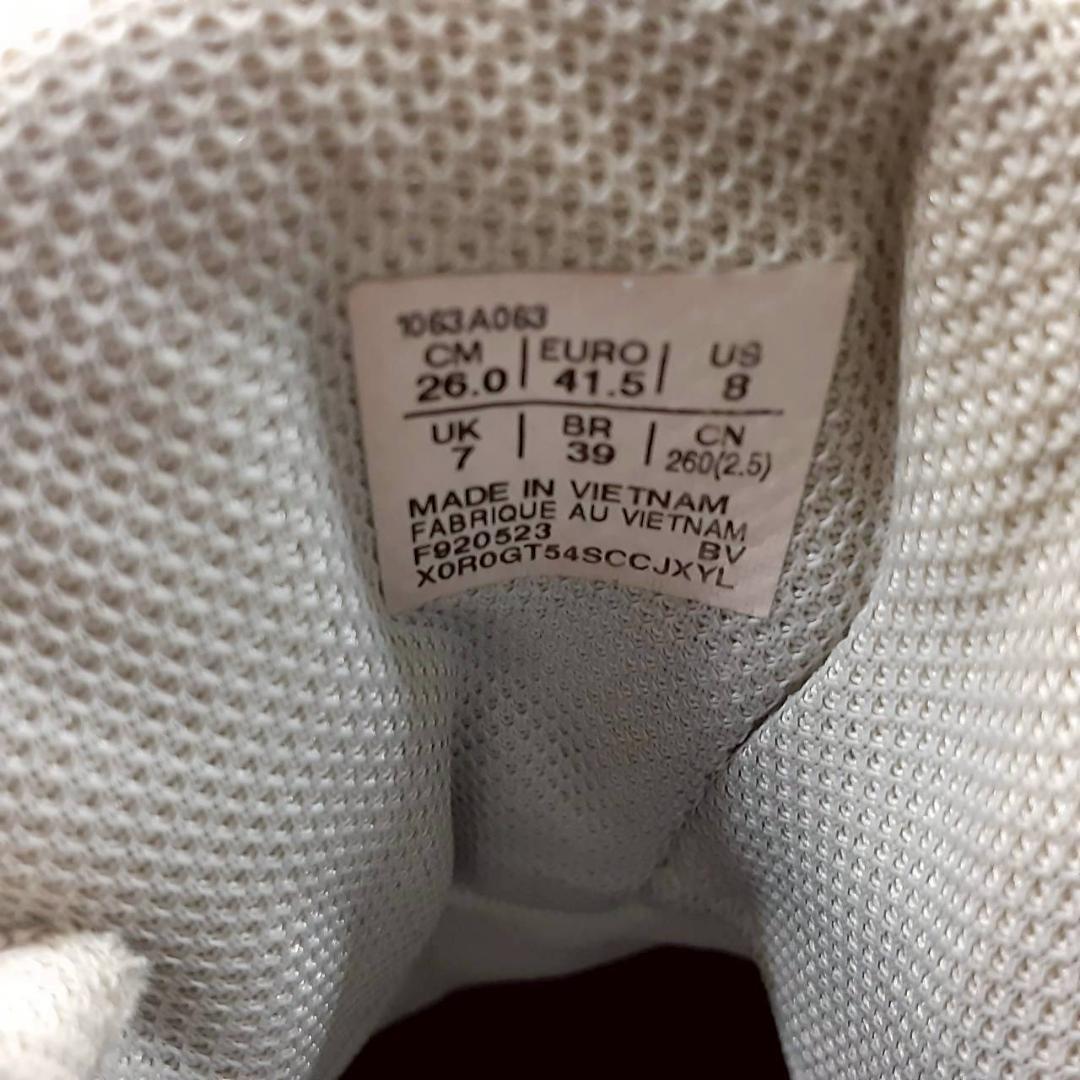 1063A063
CM | EURO | US
26.0 | 41.5 | 8
UK | BR | CN
7 | 39 | 260(2.5)
MADE IN VIETNAM
FABRIQUE AU VIETNAM
F920523 BV
X0R0GT54SCCJXYL